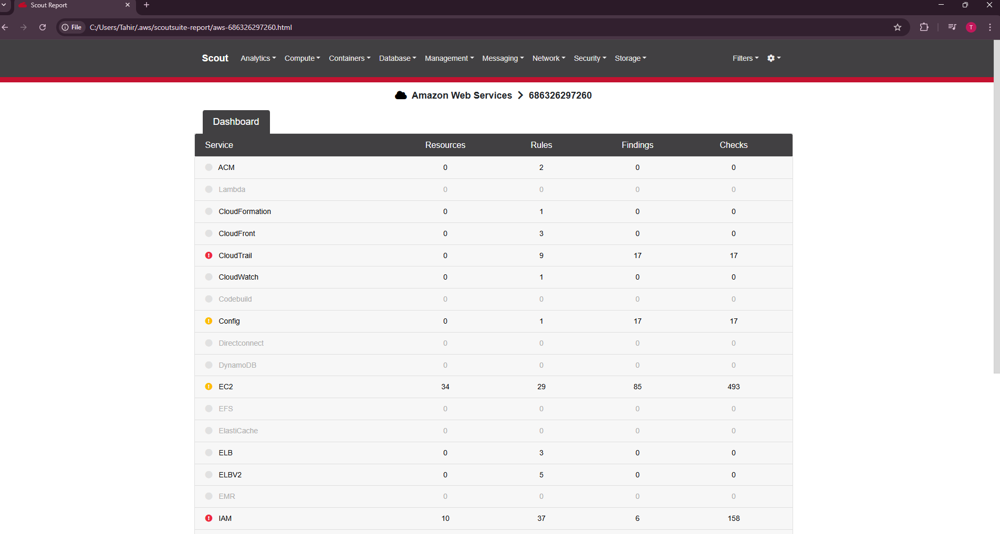 Scout Report
File C:/Users/Tahir/.aws/scoutsuite-report/aws-686326297260.html
T
Scout Analytics Compute Containers Database Management Messaging Network Security Storage Filters
Amazon Web Services > 686326297260
Dashboard
Service Resources Rules Findings Checks
ACM 0 2 0 0
Lambda 0 0 0 0
CloudFormation 0 1 0 0
CloudFront 0 3 0 0
CloudTrail 0 9 17 17
CloudWatch 0 1 0 0
Codebuild 0 0 0 0
Config 0 1 17 17
Directconnect 0 0 0 0
DynamoDB 0 0 0 0
EC2 34 29 85 493
EFS 0 0 0 0
ElastiCache 0 0 0 0
ELB 0 3 0 0
ELBV2 0 5 0 0
EMR 0 0 0 0
IAM 10 37 6 158